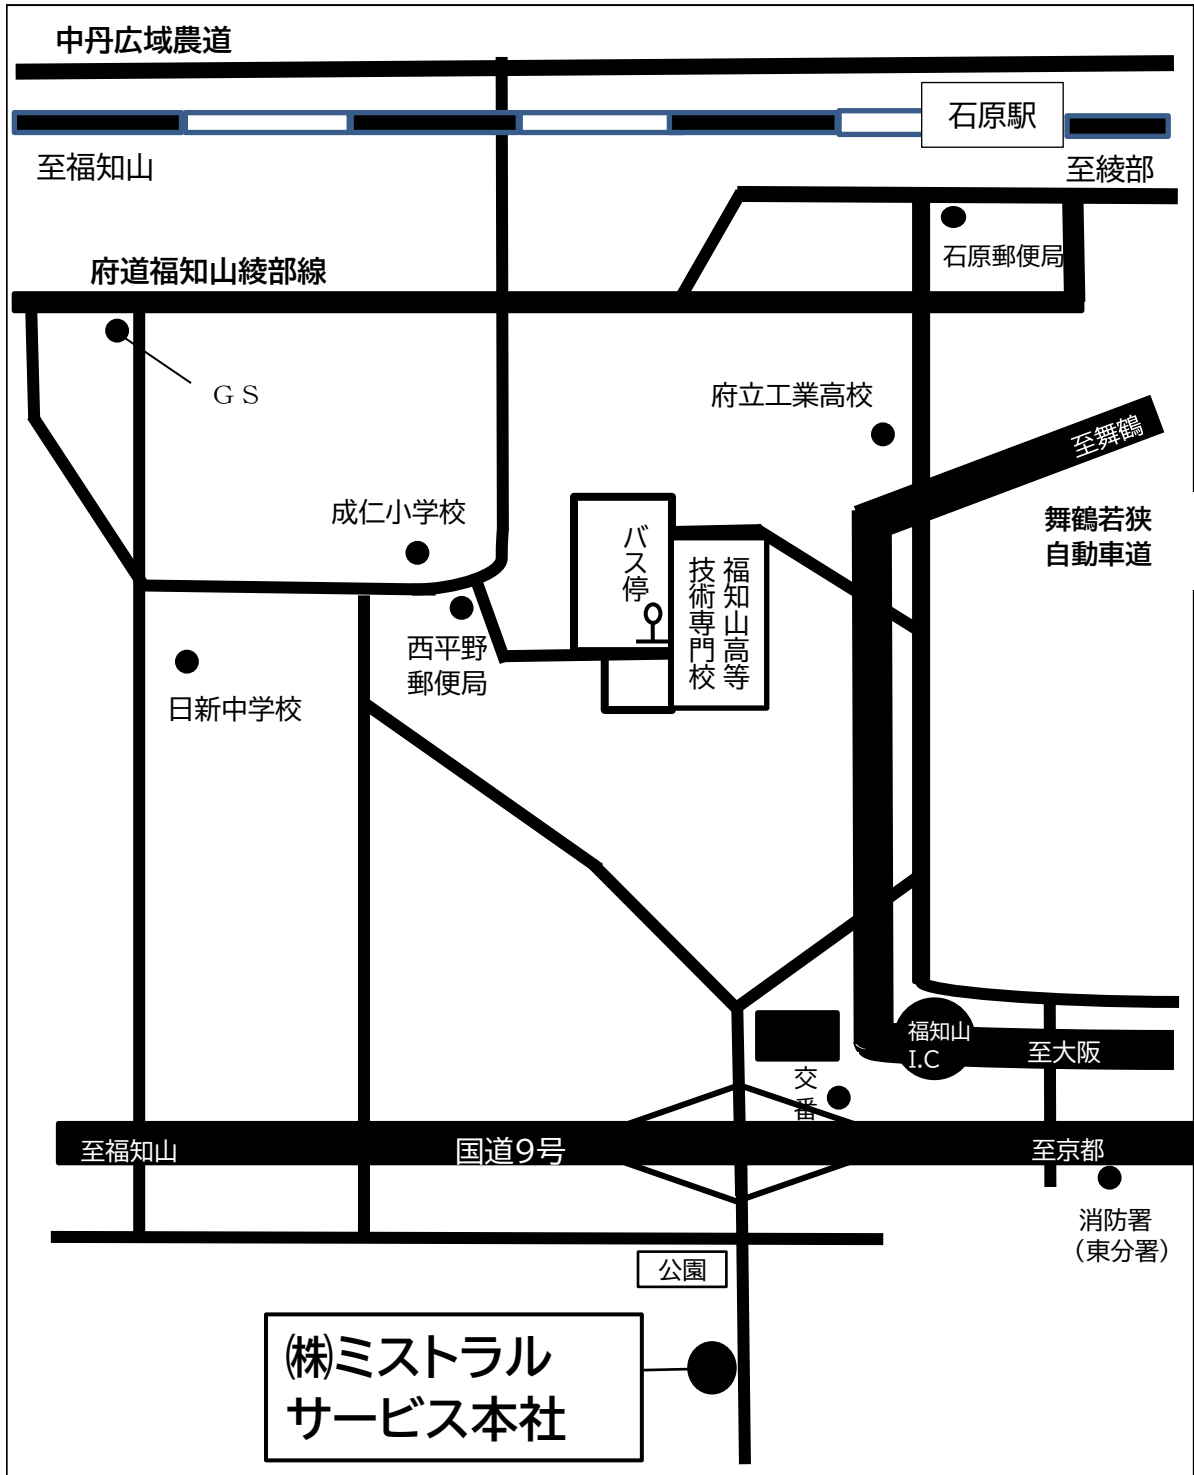 中丹広域農道
石原駅
至福知山
至綾部
石原郵便局
府道福知山綾部線
ＧＳ
府立工業高校
至舞鶴
舞鶴若狭
自動車道
成仁小学校
バス停
福知山高等
技術専門校
西平野
郵便局
日新中学校
福知山
I.C
至大阪
交
番
至福知山
国道9号
至京都
消防署
（東分署）
公園
㈱ミストラル
サービス本社